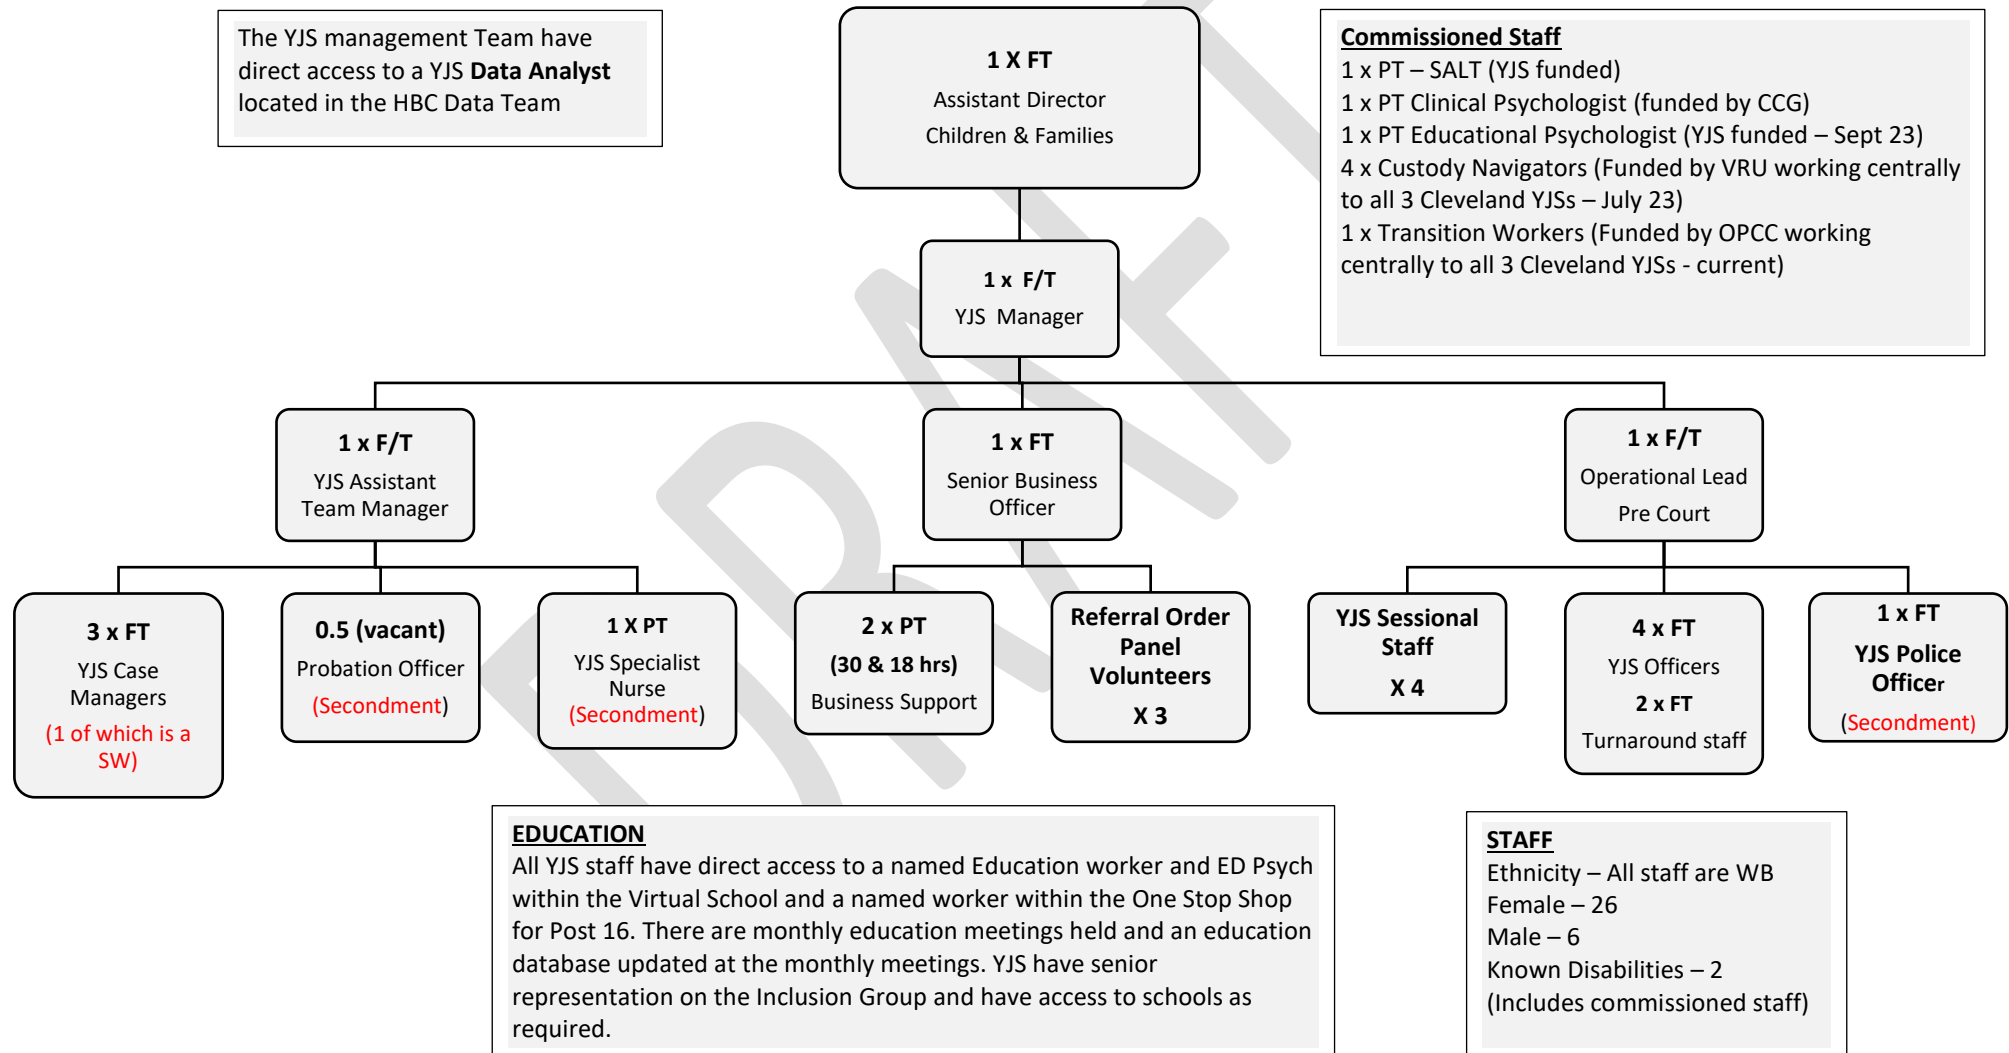 The YJS management Team have
direct access to a YJS Data Analyst
located in the HBC Data Team
1 X FT
Assistant Director
Children & Families
Commissioned Staff
1 x PT – SALT (YJS funded)
1 x PT Clinical Psychologist (funded by CCG)
1 x PT Educational Psychologist (YJS funded – Sept 23)
4 x Custody Navigators (Funded by VRU working centrally
to all 3 Cleveland YJSs – July 23)
1 x Transition Workers (Funded by OPCC working
centrally to all 3 Cleveland YJSs - current)
1 x F/T
YJS Manager
1 x F/T
YJS Assistant
Team Manager
1 x FT
Senior Business
Officer
1 x F/T
Operational Lead
Pre Court
3 x FT
YJS Case
Managers
(1 of which is a
SW)
0.5 (vacant)
Probation Officer
(Secondment)
1 X PT
YJS Specialist
Nurse
(Secondment)
2 x PT
(30 & 18 hrs)
Business Support
Referral Order
Panel
Volunteers
X 3
YJS Sessional
Staff
X 4
4 x FT
YJS Officers
2 x FT
Turnaround staff
1 x FT
YJS Police
Officer
(Secondment)
EDUCATION
All YJS staff have direct access to a named Education worker and ED Psych
within the Virtual School and a named worker within the One Stop Shop
for Post 16. There are monthly education meetings held and an education
database updated at the monthly meetings. YJS have senior
representation on the Inclusion Group and have access to schools as
required.
STAFF
Ethnicity – All staff are WB
Female – 26
Male – 6
Known Disabilities – 2
(Includes commissioned staff)
DRAFT